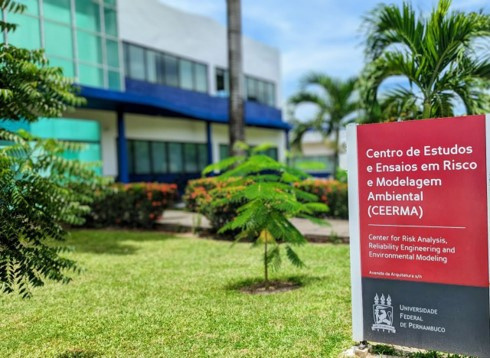 Centro de Estudos
e Ensaios em Risco
e Modelagem
Ambiental
(CEERMA)
Center for Risk Analysis,
Reliability Engineering and
Environmental Modeling
Avenida da Arquitetura s/n
Universidade
Federal
de Pernambuco